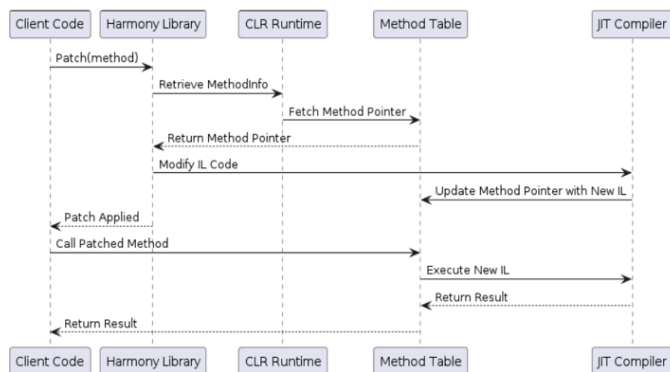 Client Code
Harmony Library
CLR Runtime
Method Table
JIT Compiler
Patch(method)
Retrieve MethodInfo
Fetch Method Pointer
Return Method Pointer
Modify IL Code
Update Method Pointer with New IL
Patch Applied
Call Patched Method
Execute New IL
Return Result
Return Result
Client Code
Harmony Library
CLR Runtime
Method Table
JIT Compiler